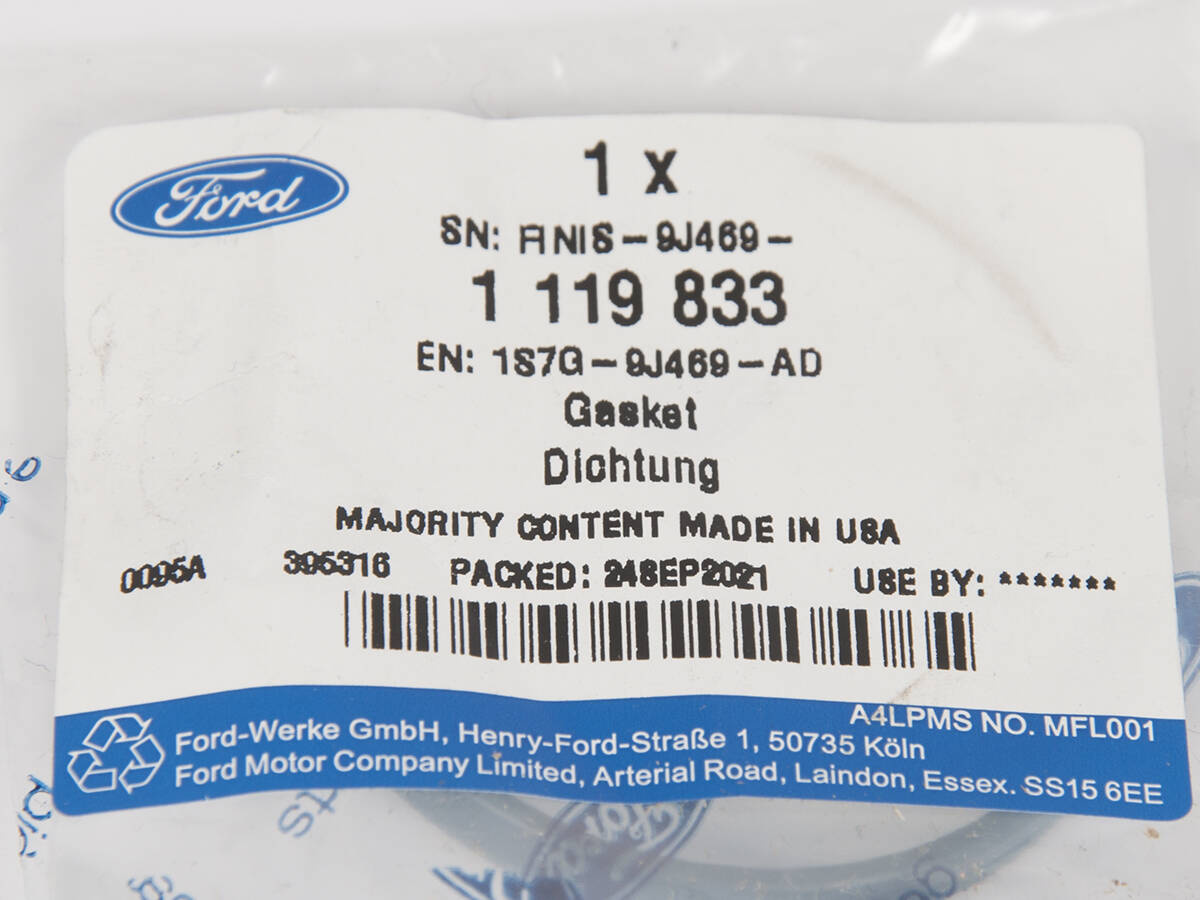 Ford
1 x
SN: FINIS-9J469-
1 119 833
EN: 1S7G-9J469-AD
Gasket
Dichtung
MAJORITY CONTENT MADE IN USA
0095A 395316 PACKED: 24SEP2021 USE BY: *******
A4LPMS NO. MFL001
Ford-Werke GmbH, Henry-Ford-Straße 1, 50735 Köln
Ford Motor Company Limited, Arterial Road, Laindon, Essex. SS15 6EE
Ford